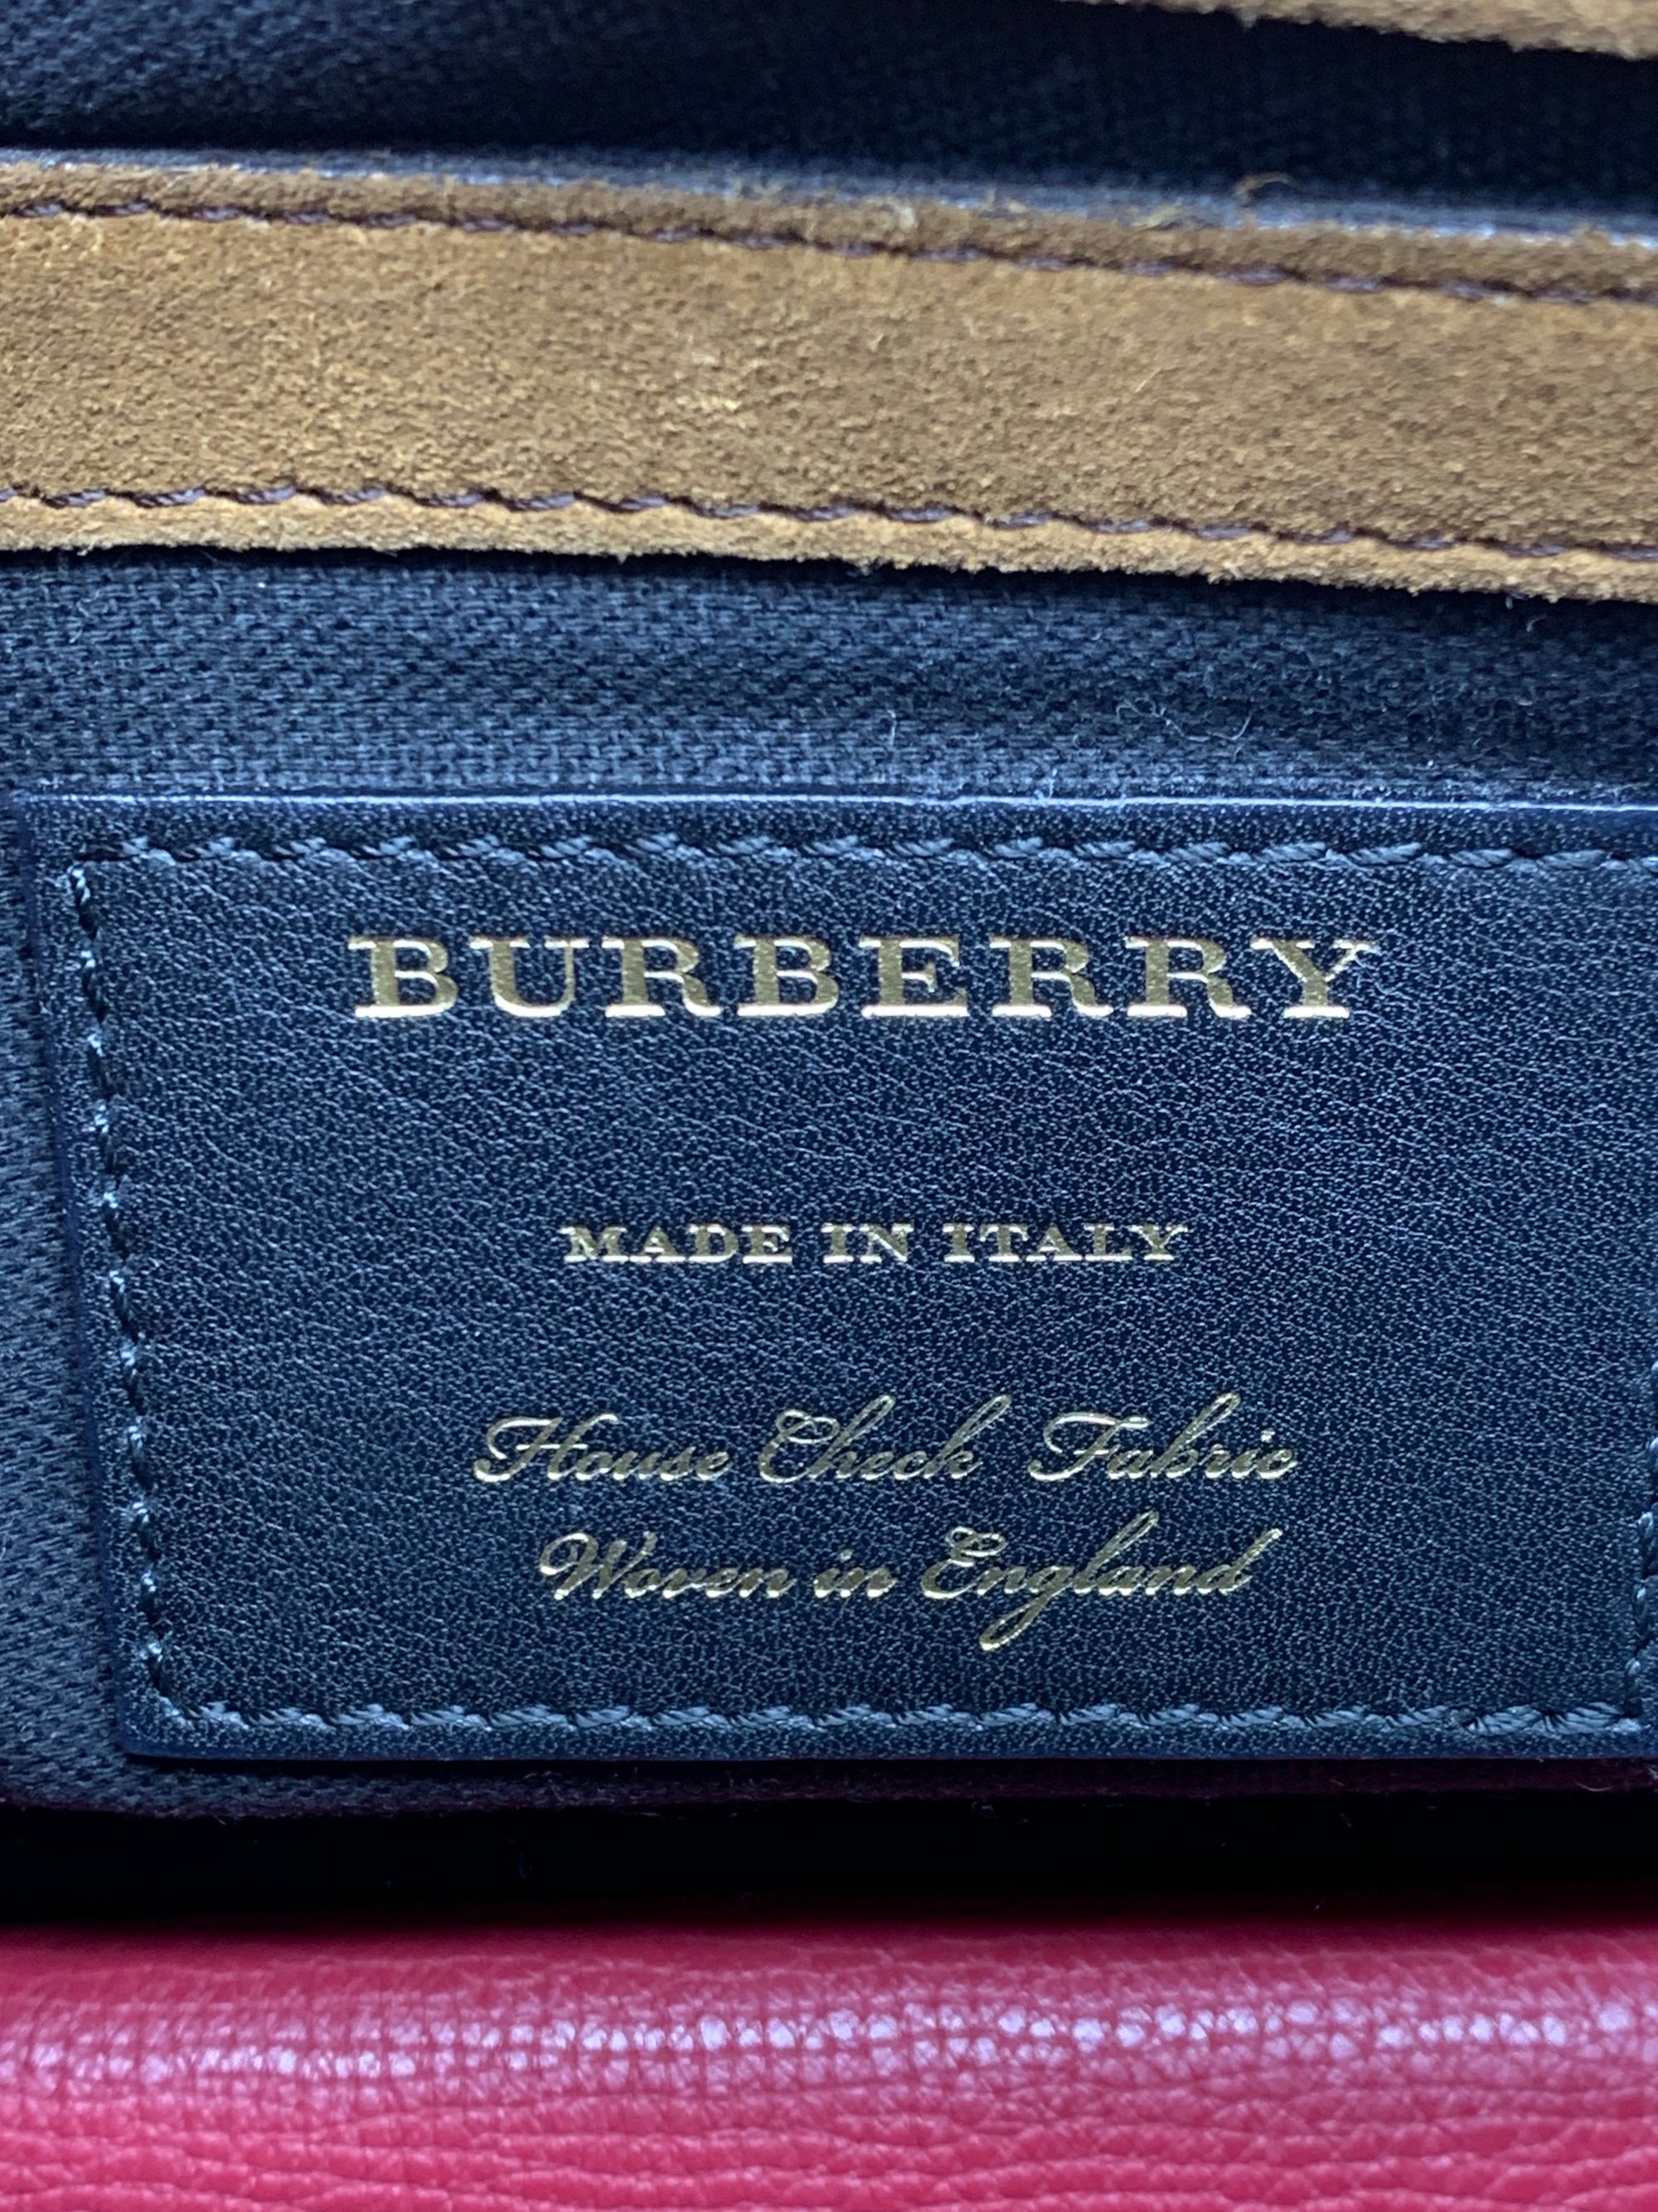 BURBERRY
MADE IN ITALY
House Check Fabric
Woven in England